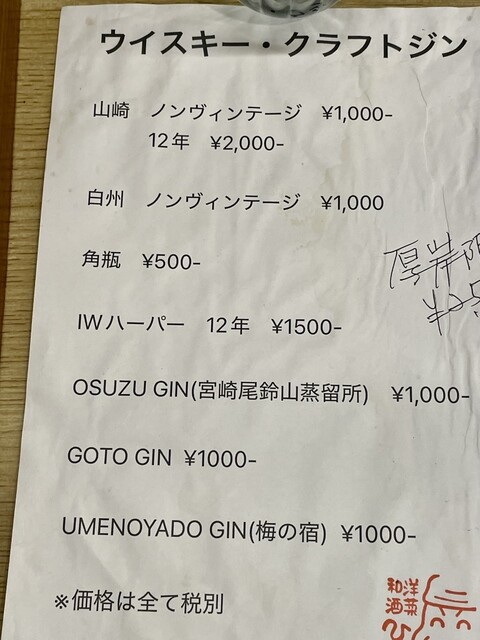 ウイスキー・クラフトジン
山崎 ノンヴィンテージ ¥1,000-
12年 ¥2,000-
白州 ノンヴィンテージ ¥1,000
角瓶 ¥500-
厚岸
IWハーパー 12年 ¥1500-
OSUZU GIN(宮崎尾鈴山蒸留所) ¥1,000-
GOTO GIN ¥1000-
UMENOYADO GIN(梅の宿) ¥1000-
※価格は全て税別
洋菜
和酒